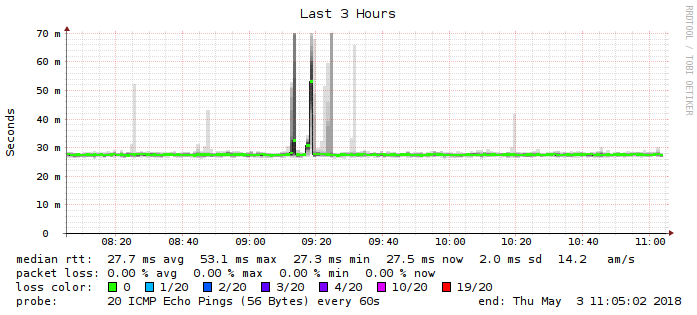 Last 3 Hours
RRDTOOL / TOBI OETIKER
Seconds
70 m
60 m
50 m
40 m
30 m
20 m
10 m
0
08:20 08:40 09:00 09:20 09:40 10:00 10:20 10:40 11:00
median rtt: 27.7 ms avg 53.1 ms max 27.3 ms min 27.5 ms now 2.0 ms sd 14.2 am/s
packet loss: 0.00 % avg 0.00 % max 0.00 % min 0.00 % now
loss color: 0 1/20 2/20 3/20 4/20 10/20 19/20
probe: 20 ICMP Echo Pings (56 Bytes) every 60s end: Thu May 3 11:05:02 2018